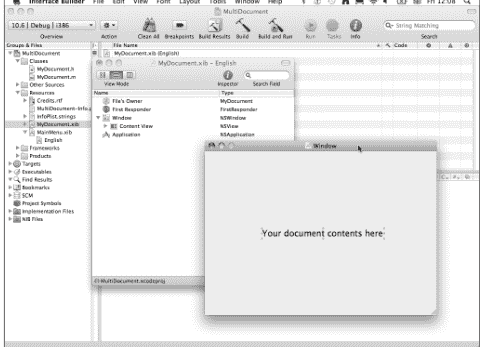 Interface Builder File Edit View Font Layout Tools Window Help Fri 12:08
MultiDocument
10.6 | Debug | i386
String Matching
Overview Action Clean All Breakpoints Build Results Build Build and Run Run Tasks Info Search
Groups & Files
File Name
Code
MultiDocument
MyDocument.xib (English)
Classes
MyDocument.h
MyDocument.m
Other Sources
Resources
Credits.rtf
MultiDocument-Info.p
InfoPlist.strings
MyDocument.xib
MainMenu.xib
English
Frameworks
Products
Targets
Executables
Find Results
Bookmarks
SCM
Project Symbols
Implementation Files
NIB Files
MyDocument.xib - English
View Mode Inspector Search Field
Name Type
File's Owner MyDocument
First Responder FirstResponder
Window NSWindow
Content View NSView
Application NSApplication
MultiDocument.xcodeproj
Window
Your document contents here